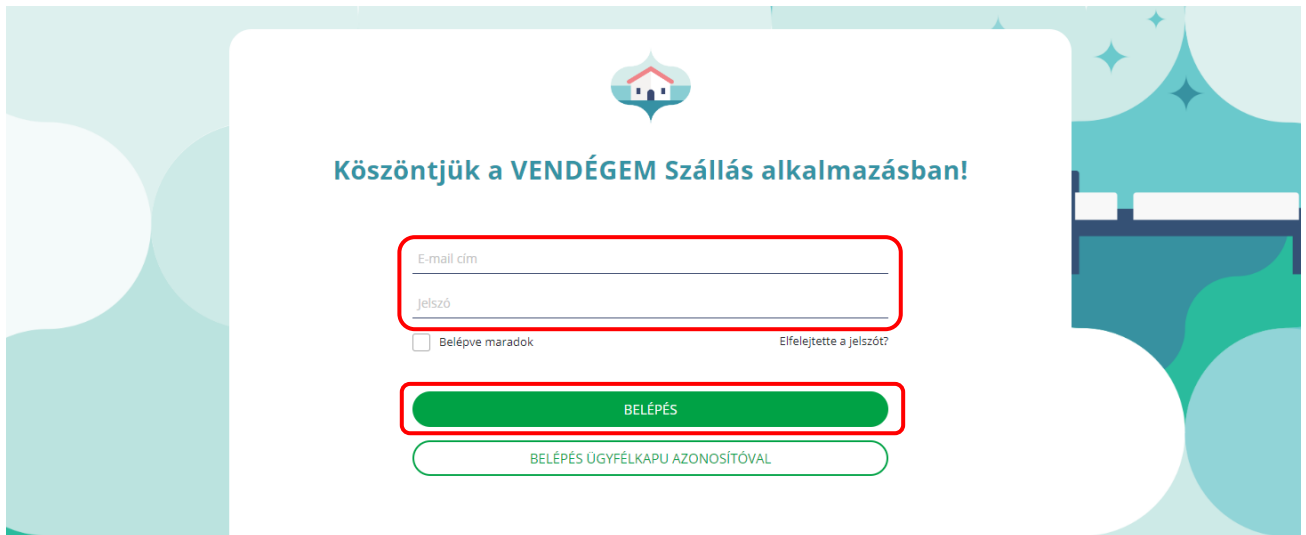 Köszöntjük a VENDÉGEM Szállás alkalmazásban!
E-mail cím
Jelszó
Belépve maradok
Elfelejtette a jelszót?
BELÉPÉS
BELÉPÉS ÜGYFÉLKAPU AZONOSÍTÓVAL